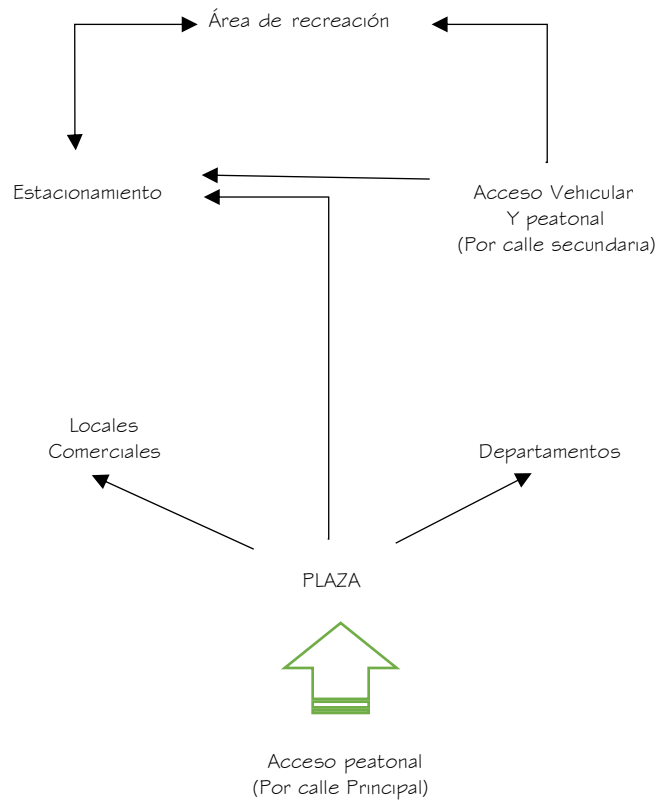 Área de recreación
Estacionamiento
Acceso Vehicular
Y peatonal
(Por calle secundaria)
Locales
Comerciales
Departamentos
PLAZA
Acceso peatonal
(Por calle Principal)